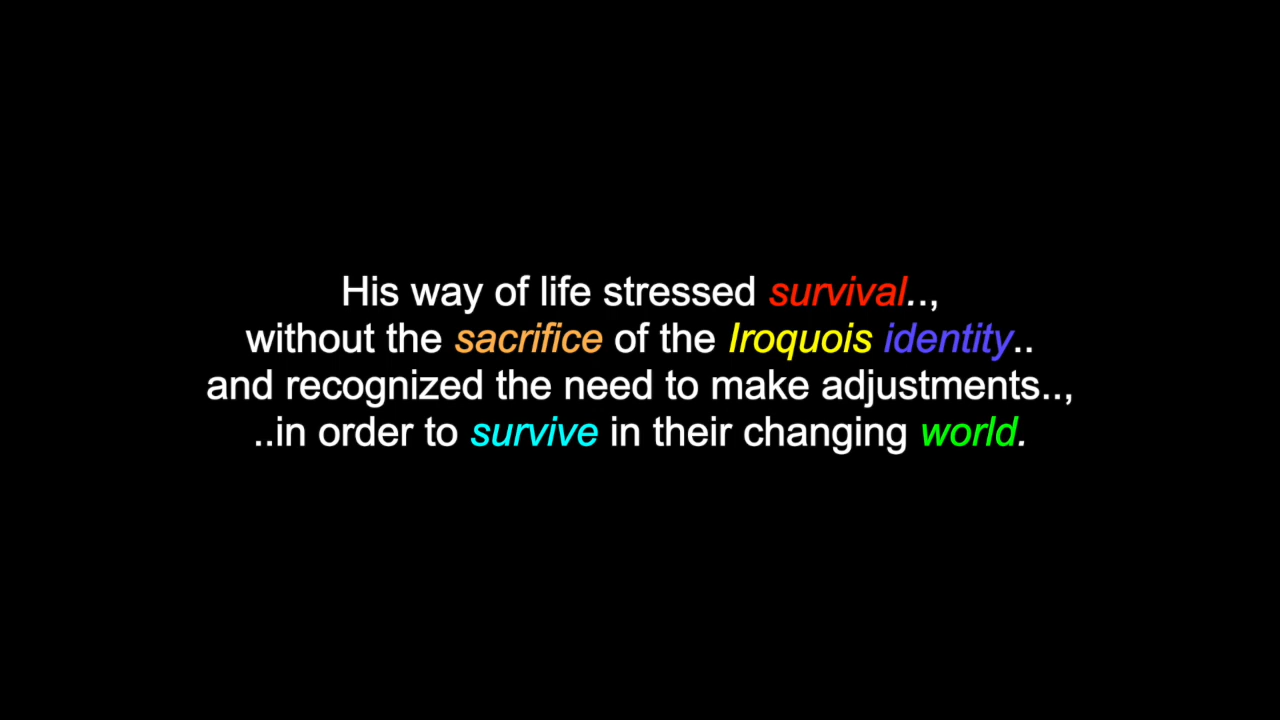 His way of life stressed survival..,
without the sacrifice of the Iroquois identity..
and recognized the need to make adjustments..,
..in order to survive in their changing world.